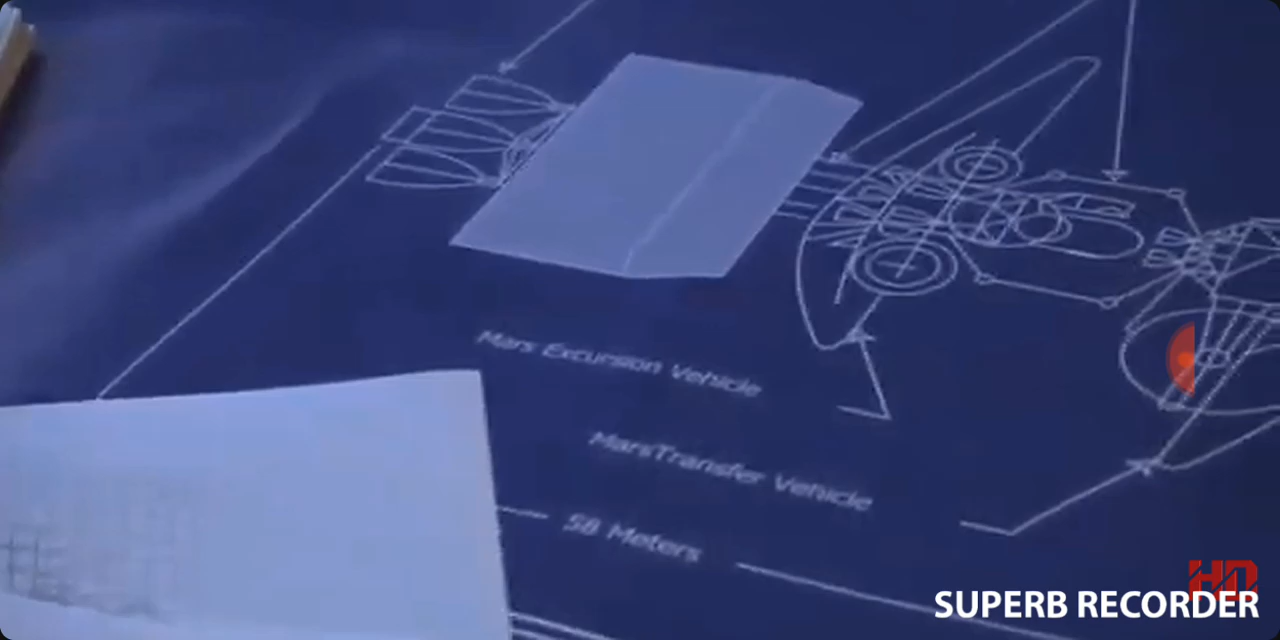 Mars Excursion Vehicle
MarsTransfer Vehicle
58 Meters
HD
SUPERB RECORDER